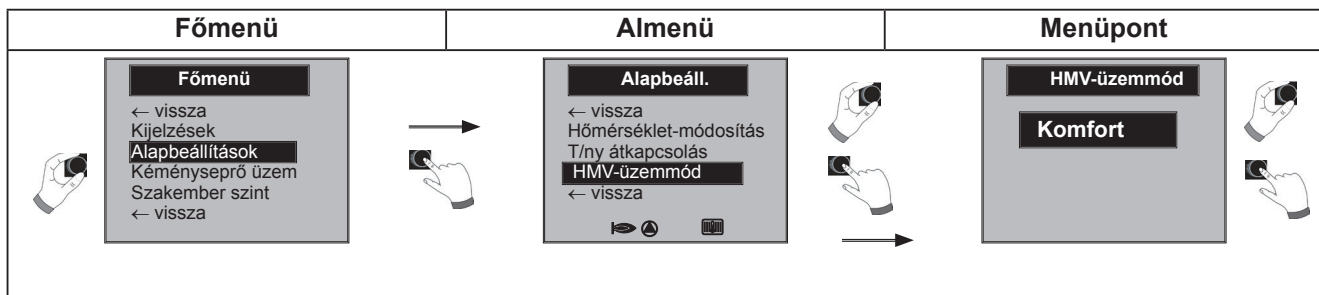 Főmenü
Almenü
Menüpont
Főmenü
← vissza
Kijelzések
Alapbeállítások
Kéményseprő üzem
Szakember szint
← vissza
Alapbeáll.
← vissza
Hőmérséklet-módosítás
T/ny átkapcsolás
HMV-üzemmód
← vissza
HMV-üzemmód
Komfort